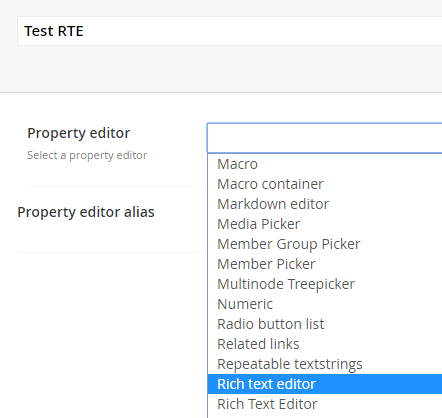 Test RTE
Property editor
Select a property editor
Macro
Macro container
Markdown editor
Media Picker
Member Group Picker
Member Picker
Multinode Treepicker
Numeric
Radio button list
Related links
Repeatable textstrings
Rich text editor
Rich Text Editor
Property editor alias